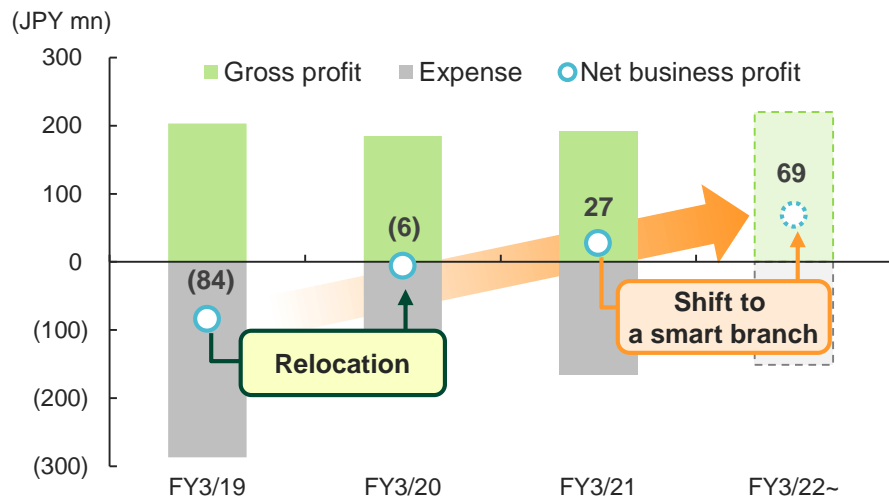 (JPY mn)
300
Gross profit
Expense
Net business profit
200
100
0
(100)
(200)
(300)
(84)
(6)
27
69
Relocation
Shift to
a smart branch
FY3/19
FY3/20
FY3/21
FY3/22~